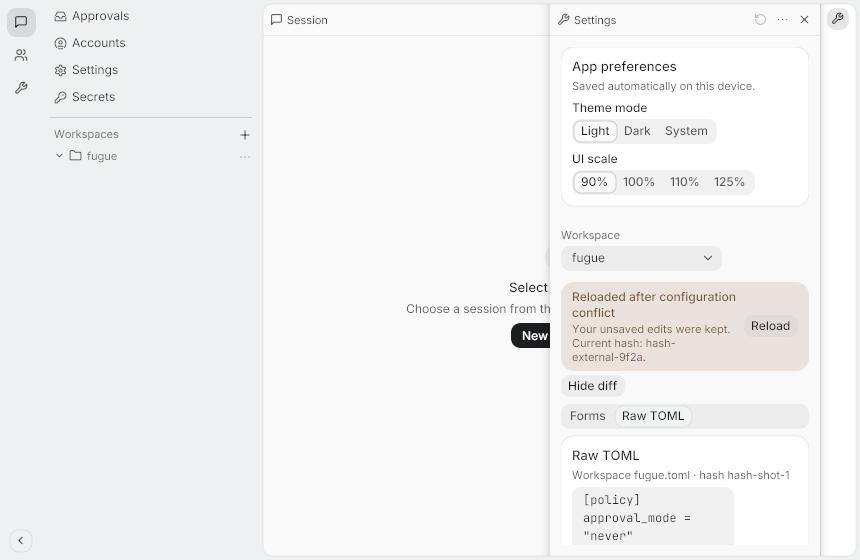 Approvals
Accounts
Settings
Secrets
Workspaces
fugue
Session
Select
Choose a session from th
New
Settings
App preferences
Saved automatically on this device.
Theme mode
Light Dark System
UI scale
90% 100% 110% 125%
Workspace
fugue
Reloaded after configuration
conflict
Your unsaved edits were kept.
Current hash: hash-
external-9f2a.
Reload
Hide diff
Forms Raw TOML
Raw TOML
Workspace fugue.toml · hash hash-shot-1
[policy]
approval_mode =
"never"